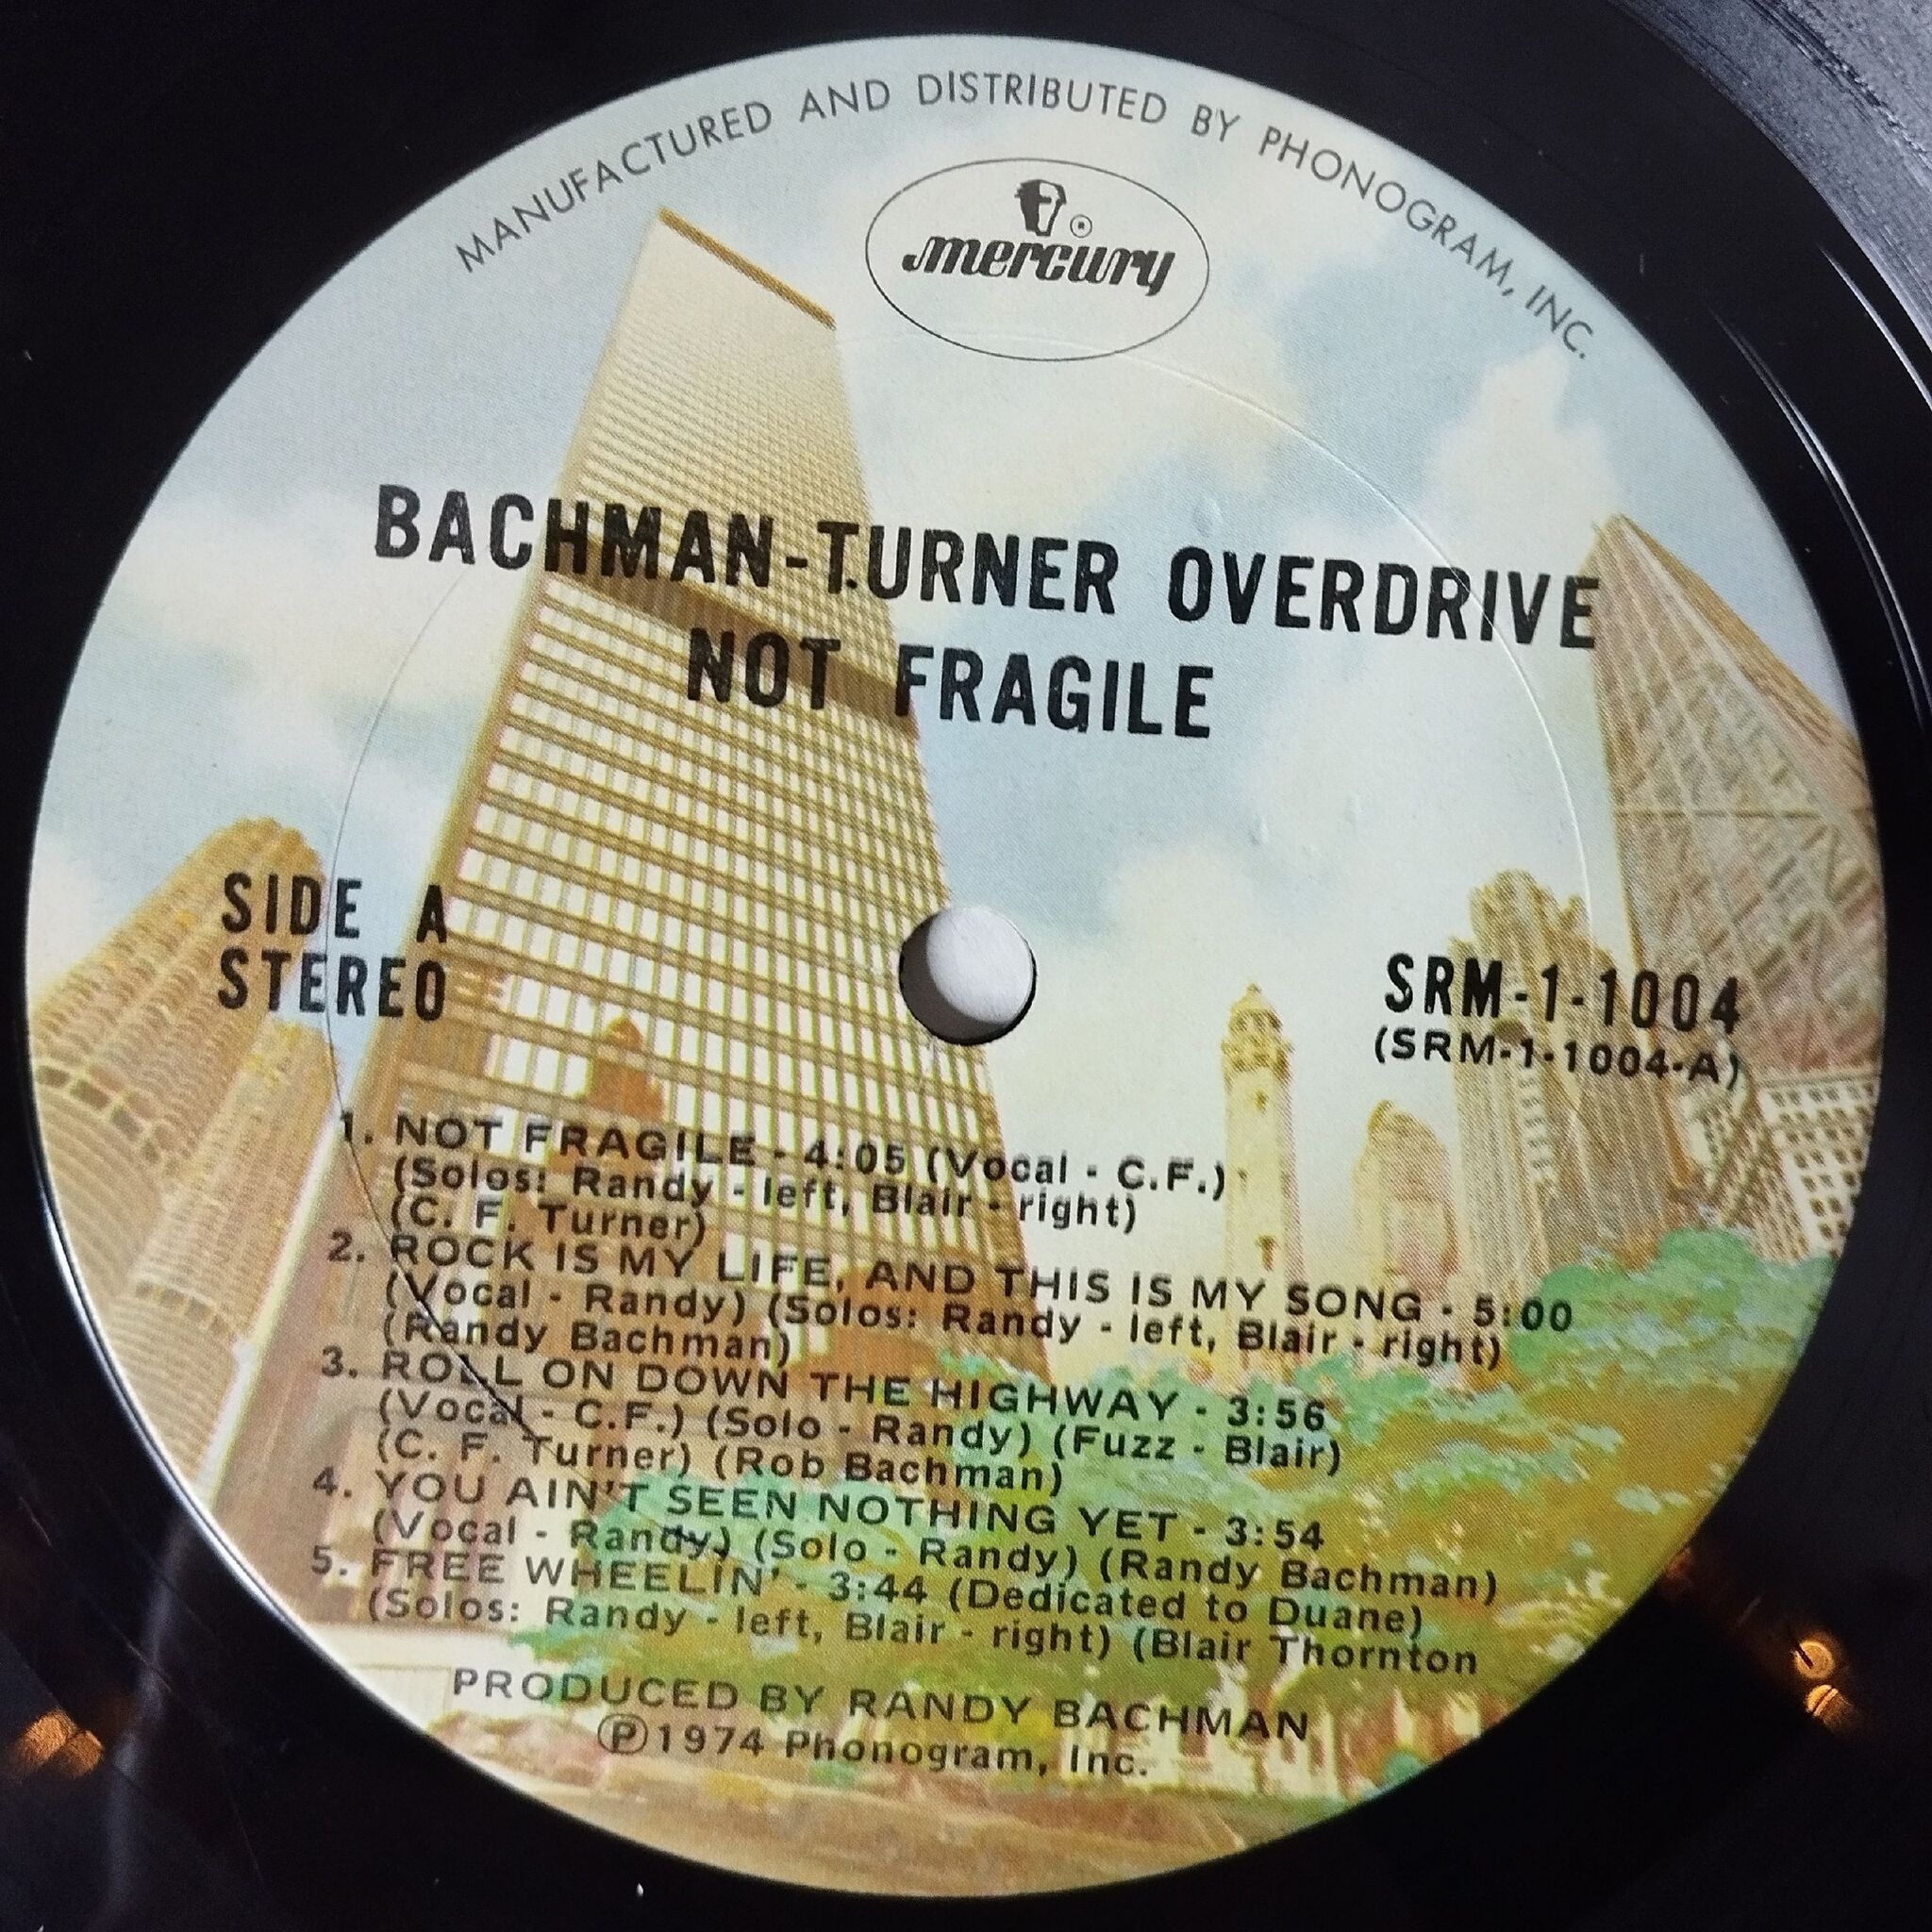 MANUFACTURED AND DISTRIBUTED BY PHONOGRAM, INC.
mercury
BACHMAN-TURNER OVERDRIVE
NOT FRAGILE
SIDE A
STEREO
SRM-1-1004
(SRM-1-1004-A)
1. NOT FRAGILE - 4:05 (Vocal - C.F.)
(Solos: Randy - left, Blair - right)
(C. F. Turner)
2. ROCK IS MY LIFE, AND THIS IS MY SONG - 5:00
(Vocal - Randy) (Solos: Randy - left, Blair - right)
(Randy Bachman)
3. ROLL ON DOWN THE HIGHWAY - 3:56
(Vocal - C.F.) (Solo - Randy) (Fuzz - Blair)
(C. F. Turner) (Rob Bachman)
4. YOU AIN'T SEEN NOTHING YET - 3:54
(Vocal - Randy) (Solo - Randy) (Randy Bachman)
5. FREE WHEELIN' - 3:44 (Dedicated to Duane)
(Solos: Randy - left, Blair - right) (Blair Thornton
PRODUCED BY RANDY BACHMAN
Ⓟ1974 Phonogram, Inc.